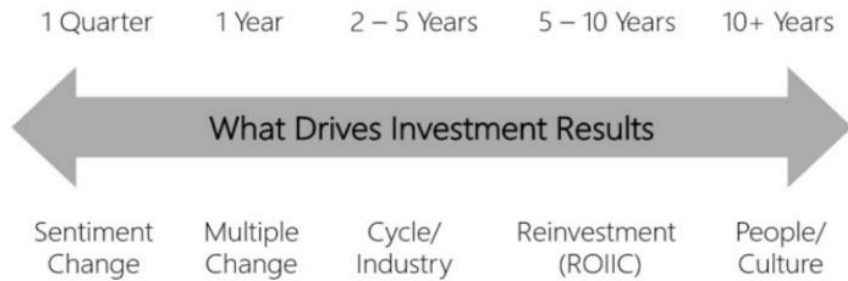 1 Quarter 1 Year 2 – 5 Years 5 – 10 Years 10+ Years
What Drives Investment Results
Sentiment Multiple Cycle/ Reinvestment People/
Change Change Industry (ROIIC) Culture